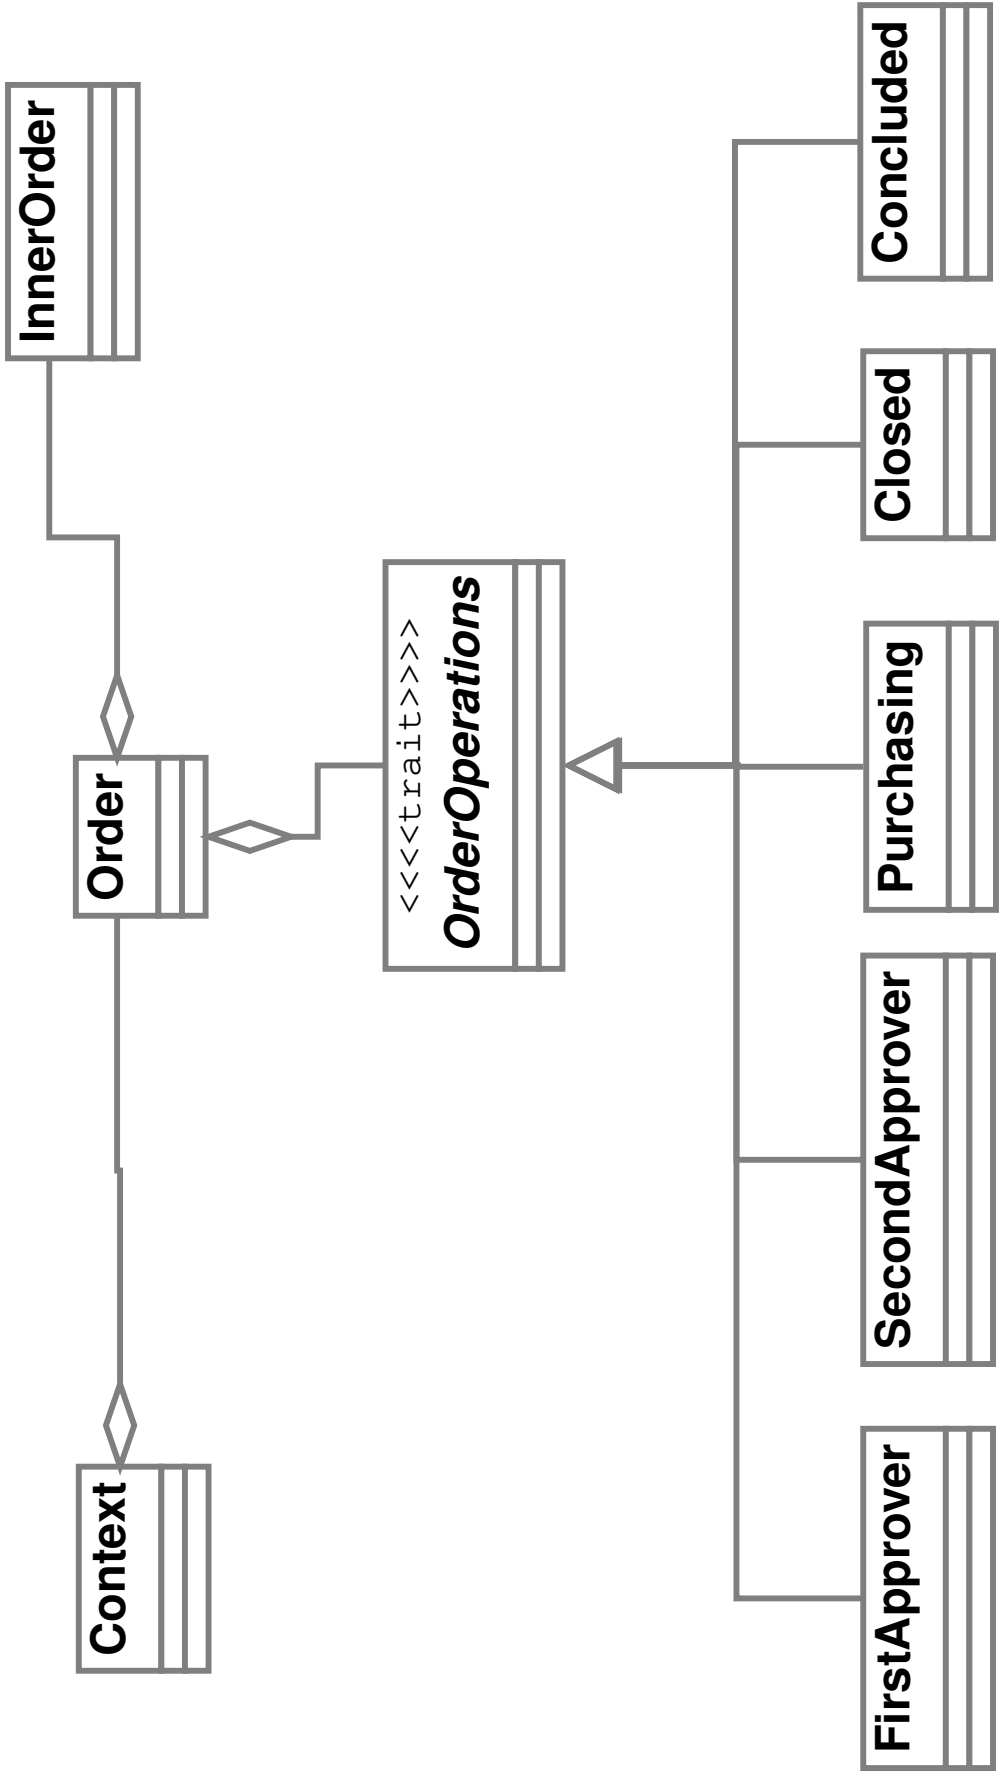 Context
Order
InnerOrder
<<<<trait>>>>
OrderOperations
FirstApprover
SecondApprover
Purchasing
Closed
Concluded